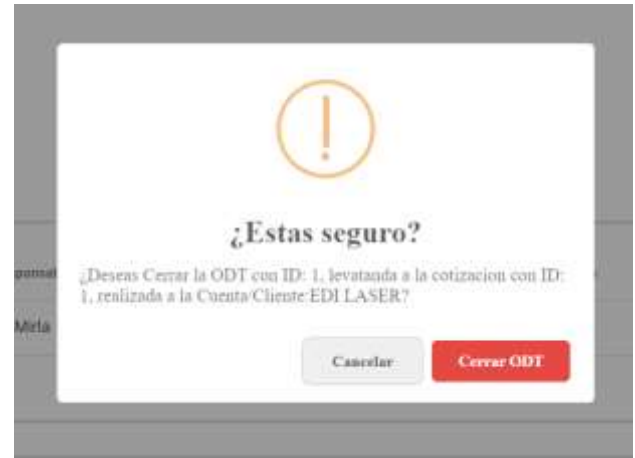 ¿Estas seguro?
¿Deseas Cerrar la ODT con ID: 1, levatanda a la cotizacion con ID:
1, realizada a la Cuenta/Cliente:EDI LASER?
Mirla
Cancelar
Cerrar ODT